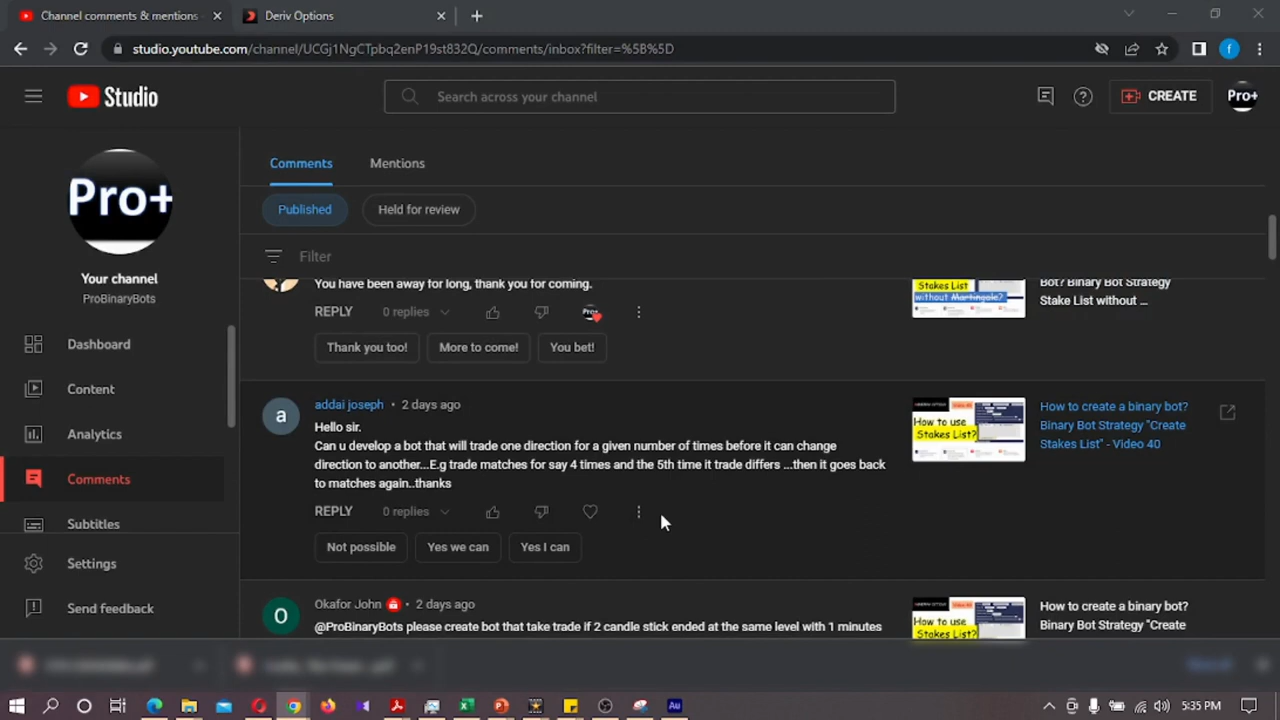 Channel comments & mentions
Deriv Options
studio.youtube.com/channel/UCGj1NgCTpbq2enP19st832Q/comments/inbox?filter=%5B%5D
f
Studio
Search across your channel
CREATE
Pro+
Pro+
Your channel
ProBinaryBots
Dashboard
Content
Analytics
Comments
Subtitles
Settings
Send feedback
Comments
Mentions
Published
Held for review
Filter
You have been away for long, thank you for coming.
REPLY
0 replies
Thank you too!
More to come!
You bet!
Stakes List
without Martingale?
Bot? Binary Bot Strategy
Stake List without ...
a
addai joseph • 2 days ago
Hello sir.
Can u develop a bot that will trade one direction for a given number of times before it can change
direction to another...E.g trade matches for say 4 times and the 5th time it trade differs ...then it goes back
to matches again..thanks
REPLY
0 replies
Not possible
Yes we can
Yes I can
How to use
Stakes List?
How to create a binary bot?
Binary Bot Strategy "Create
Stakes List" - Video 40
O
Okafor John • 2 days ago
@ProBinaryBots please create bot that take trade if 2 candle stick ended at the same level with 1 minutes
How to use
Stakes List?
How to create a binary bot?
Binary Bot Strategy "Create
Au
5:35 PM